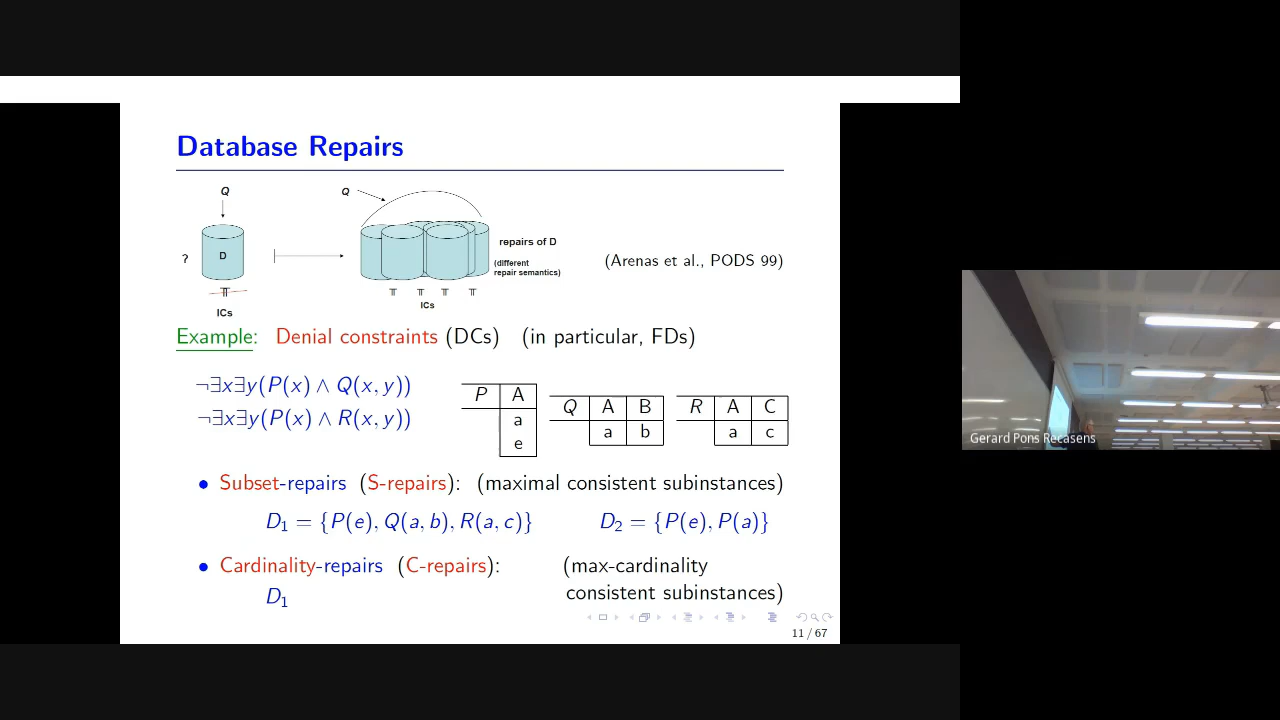 Database Repairs
Q
Q
? D
repairs of D
(different
repair semantics)
(Arenas et al., PODS 99)
ICs
ICs
Example: Denial constraints (DCs) (in particular, FDs)
¬∃x∃y(P(x) ∧ Q(x, y))
¬∃x∃y(P(x) ∧ R(x, y))
P A
a
e
Q A B
a b
R A C
a c
• Subset-repairs (S-repairs): (maximal consistent subinstances)
D₁ = {P(e), Q(a, b), R(a, c)} D₂ = {P(e), P(a)}
• Cardinality-repairs (C-repairs): (max-cardinality
D₁ consistent subinstances)
11 / 67
Gerard Pons Recasens